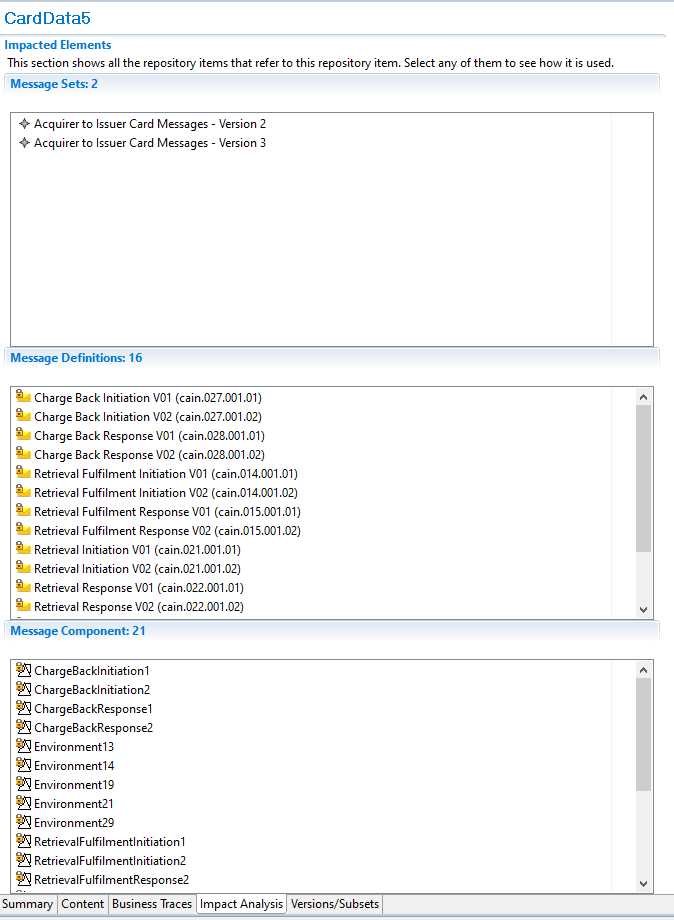 CardData5
Impacted Elements
This section shows all the repository items that refer to this repository item. Select any of them to see how it is used.
Message Sets: 2
Acquirer to Issuer Card Messages - Version 2
Acquirer to Issuer Card Messages - Version 3
Message Definitions: 16
Charge Back Initiation V01 (cain.027.001.01)
Charge Back Initiation V02 (cain.027.001.02)
Charge Back Response V01 (cain.028.001.01)
Charge Back Response V02 (cain.028.001.02)
Retrieval Fulfilment Initiation V01 (cain.014.001.01)
Retrieval Fulfilment Initiation V02 (cain.014.001.02)
Retrieval Fulfilment Response V01 (cain.015.001.01)
Retrieval Fulfilment Response V02 (cain.015.001.02)
Retrieval Initiation V01 (cain.021.001.01)
Retrieval Initiation V02 (cain.021.001.02)
Retrieval Response V01 (cain.022.001.01)
Retrieval Response V02 (cain.022.001.02)
Message Component: 21
ChargeBackInitiation1
ChargeBackInitiation2
ChargeBackResponse1
ChargeBackResponse2
Environment13
Environment14
Environment19
Environment21
Environment29
RetrievalFulfilmentInitiation1
RetrievalFulfilmentInitiation2
RetrievalFulfilmentResponse2
Summary Content Business Traces Impact Analysis Versions/Subsets